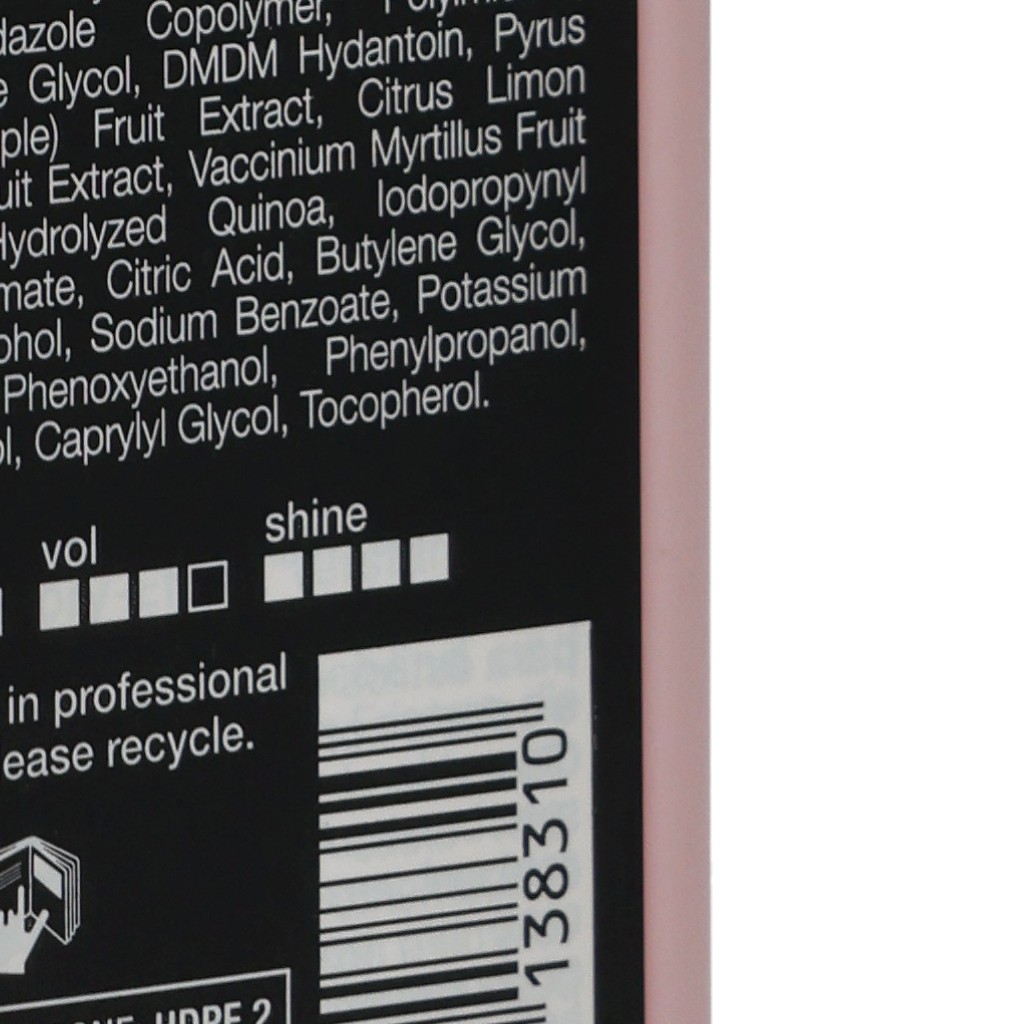 dazole Copolymer,
Glycol, DMDM Hydantoin, Pyrus
ple) Fruit Extract, Citrus Limon
uit Extract, Vaccinium Myrtillus Fruit
Hydrolyzed Quinoa, Iodopropynyl
mate, Citric Acid, Butylene Glycol,
ohol, Sodium Benzoate, Potassium
Phenoxyethanol, Phenylpropanol,
ol, Caprylyl Glycol, Tocopherol.
vol shine
in professional
ease recycle.
HDPE 2
138310